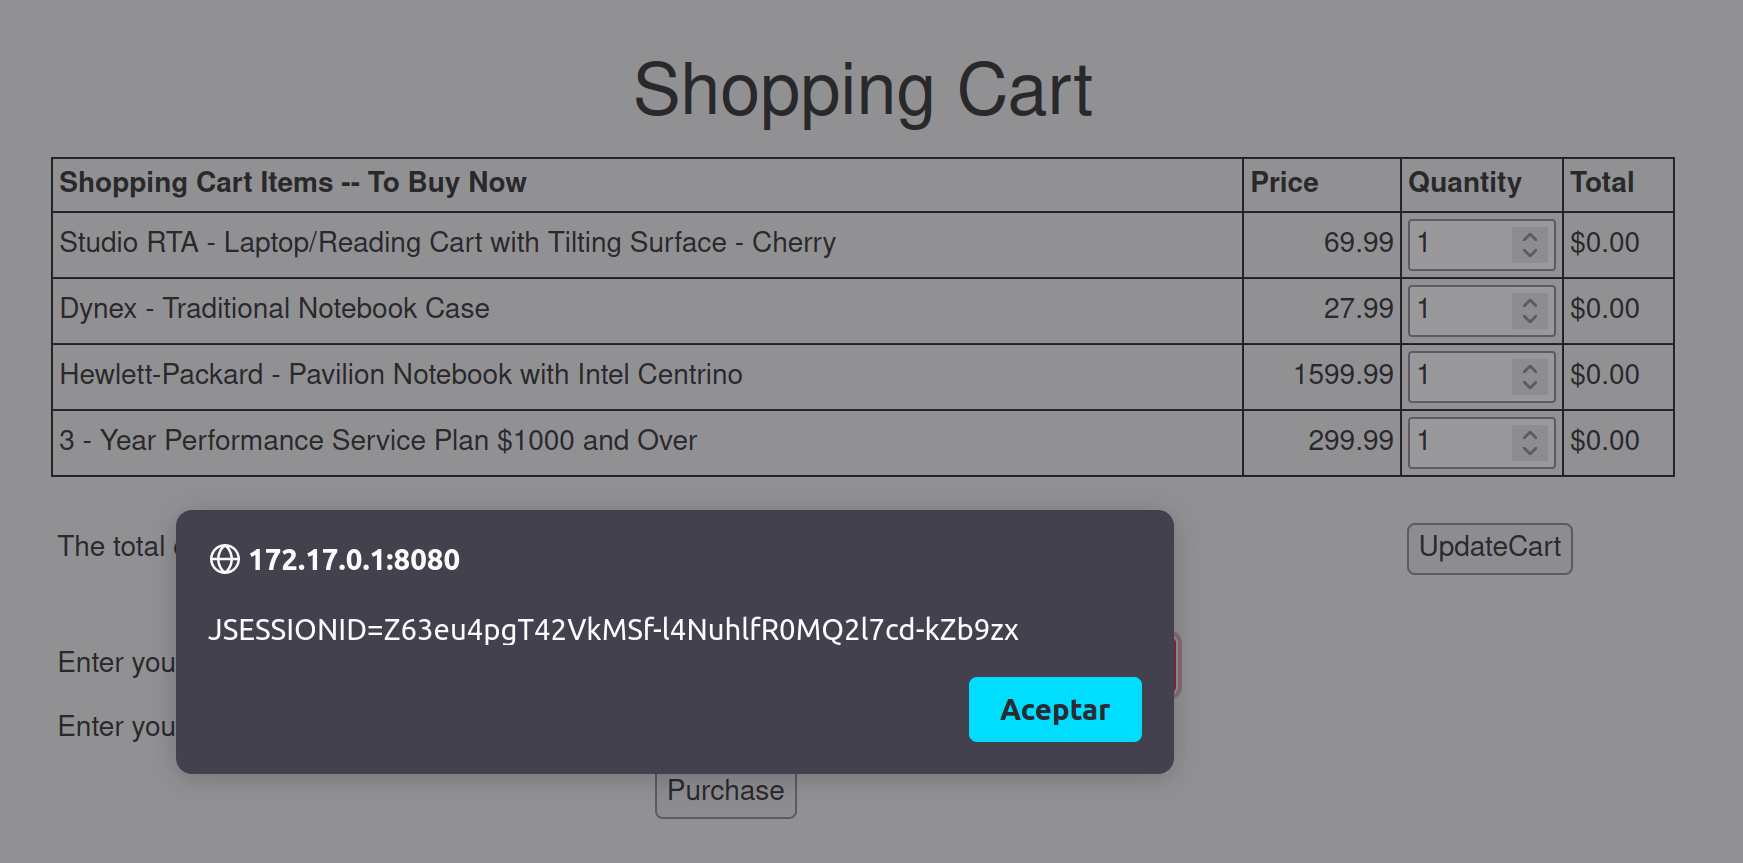 Shopping Cart
Shopping Cart Items -- To Buy Now Price Quantity Total
Studio RTA - Laptop/Reading Cart with Tilting Surface - Cherry 69.99 1 $0.00
Dynex - Traditional Notebook Case 27.99 1 $0.00
Hewlett-Packard - Pavilion Notebook with Intel Centrino 1599.99 1 $0.00
3 - Year Performance Service Plan $1000 and Over 299.99 1 $0.00
The total UpdateCart
172.17.0.1:8080
JSESSIONID=Z63eu4pgT42VkMSf-l4NuhlfR0MQ2l7cd-kZb9zx
Enter you
Aceptar
Enter you
Purchase